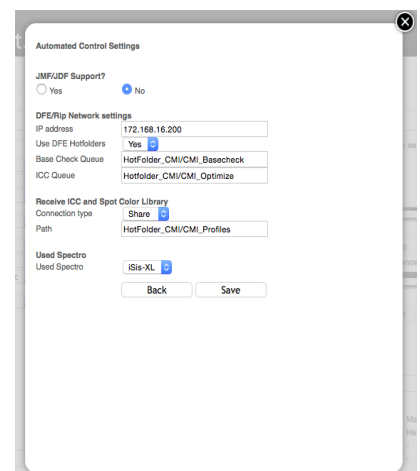 Automated Control Settings
JMF/JDF Support?
Yes No
DFE/Rip Network settings
IP address 172.168.16.200
Use DFE Hotfolders Yes
Base Check Queue HotFolder_CMI/CMI_Basecheck
ICC Queue Hotfolder_CMI/CMI_Optimize
Receive ICC and Spot Color Library
Connection type Share
Path HotFolder_CMI/CMI_Profiles
Used Spectro
Used Spectro iSis-XL
Back Save